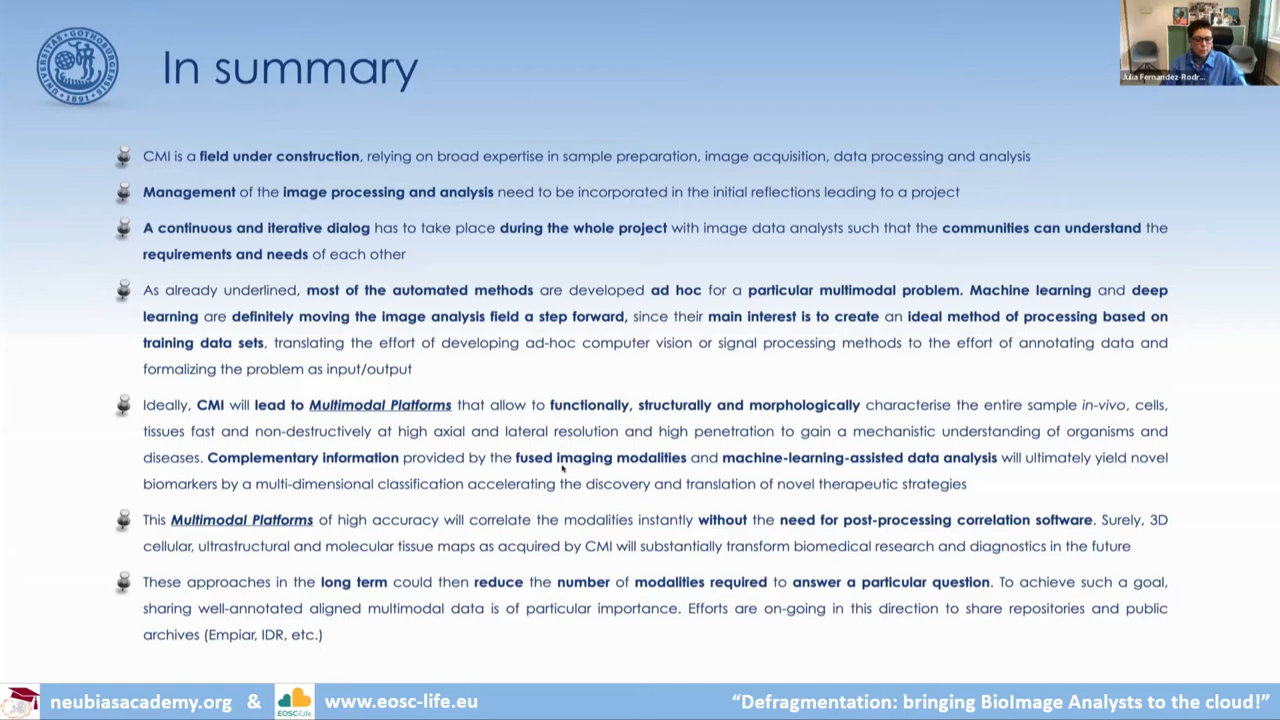 UNIVERSITAS · GOTHOBURGENSIS
· 1891 ·
In summary
Julia Fernandez-Rodr...
CMI is a field under construction, relying on broad expertise in sample preparation, image acquisition, data processing and analysis
Management of the image processing and analysis need to be incorporated in the initial reflections leading to a project
A continuous and iterative dialog has to take place during the whole project with image data analysts such that the communities can understand the
requirements and needs of each other
As already underlined, most of the automated methods are developed ad hoc for a particular multimodal problem. Machine learning and deep
learning are definitely moving the image analysis field a step forward, since their main interest is to create an ideal method of processing based on
training data sets, translating the effort of developing ad-hoc computer vision or signal processing methods to the effort of annotating data and
formalizing the problem as input/output
Ideally, CMI will lead to Multimodal Platforms that allow to functionally, structurally and morphologically characterise the entire sample in-vivo, cells,
tissues fast and non-destructively at high axial and lateral resolution and high penetration to gain a mechanistic understanding of organisms and
diseases. Complementary information provided by the fused imaging modalities and machine-learning-assisted data analysis will ultimately yield novel
biomarkers by a multi-dimensional classification accelerating the discovery and translation of novel therapeutic strategies
This Multimodal Platforms of high accuracy will correlate the modalities instantly without the need for post-processing correlation software. Surely, 3D
cellular, ultrastructural and molecular tissue maps as acquired by CMI will substantially transform biomedical research and diagnostics in the future
These approaches in the long term could then reduce the number of modalities required to answer a particular question. To achieve such a goal,
sharing well-annotated aligned multimodal data is of particular importance. Efforts are on-going in this direction to share repositories and public
archives (Empiar, IDR, etc.)
neubiasacademy.org & EOSC-Life www.eosc-life.eu “Defragmentation: bringing BioImage Analysts to the cloud!”